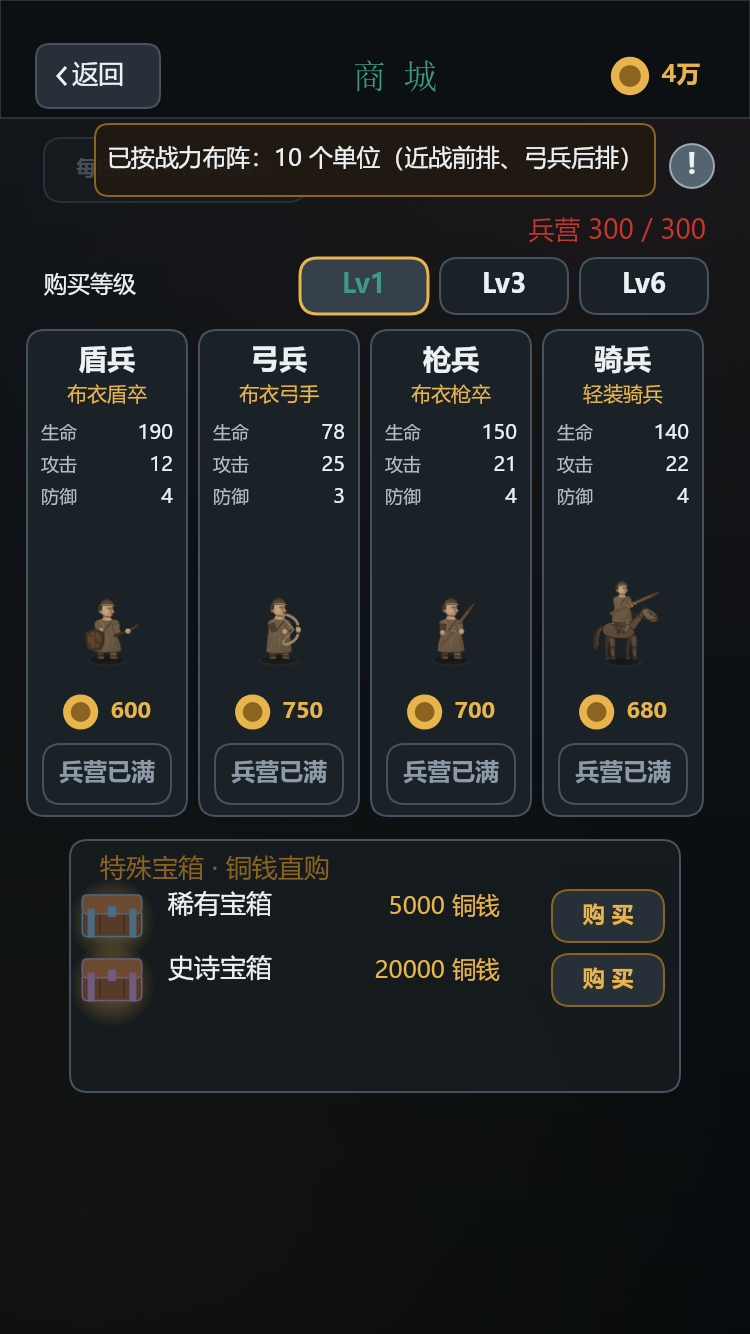 返回
商 城
4万
每
已按战力布阵：10 个单位（近战前排、弓兵后排）
!
兵营 300 / 300
购买等级
Lv1
Lv3
Lv6
盾兵
布衣盾卒
生命 190
攻击 12
防御 4
600
兵营已满
弓兵
布衣弓手
生命 78
攻击 25
防御 3
750
兵营已满
枪兵
布衣枪卒
生命 150
攻击 21
防御 4
700
兵营已满
骑兵
轻装骑兵
生命 140
攻击 22
防御 4
680
兵营已满
特殊宝箱 · 铜钱直购
稀有宝箱 5000 铜钱 购 买
史诗宝箱 20000 铜钱 购 买